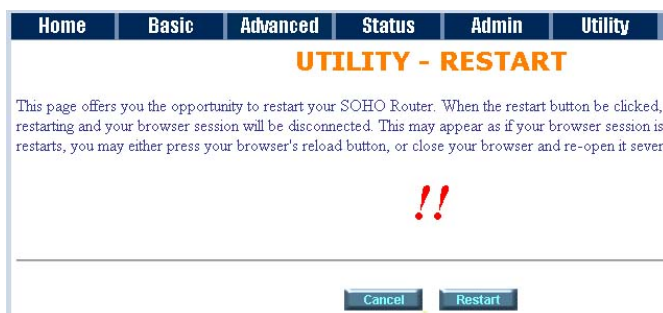 Home Basic Advanced Status Admin Utility
UTILITY - RESTART
This page offers you the opportunity to restart your SOHO Router. When the restart button be clicked,
restarting and your browser session will be disconnected. This may appear as if your browser session is
restarts, you may either press your browser's reload button, or close your browser and re-open it sever
!!
Cancel Restart